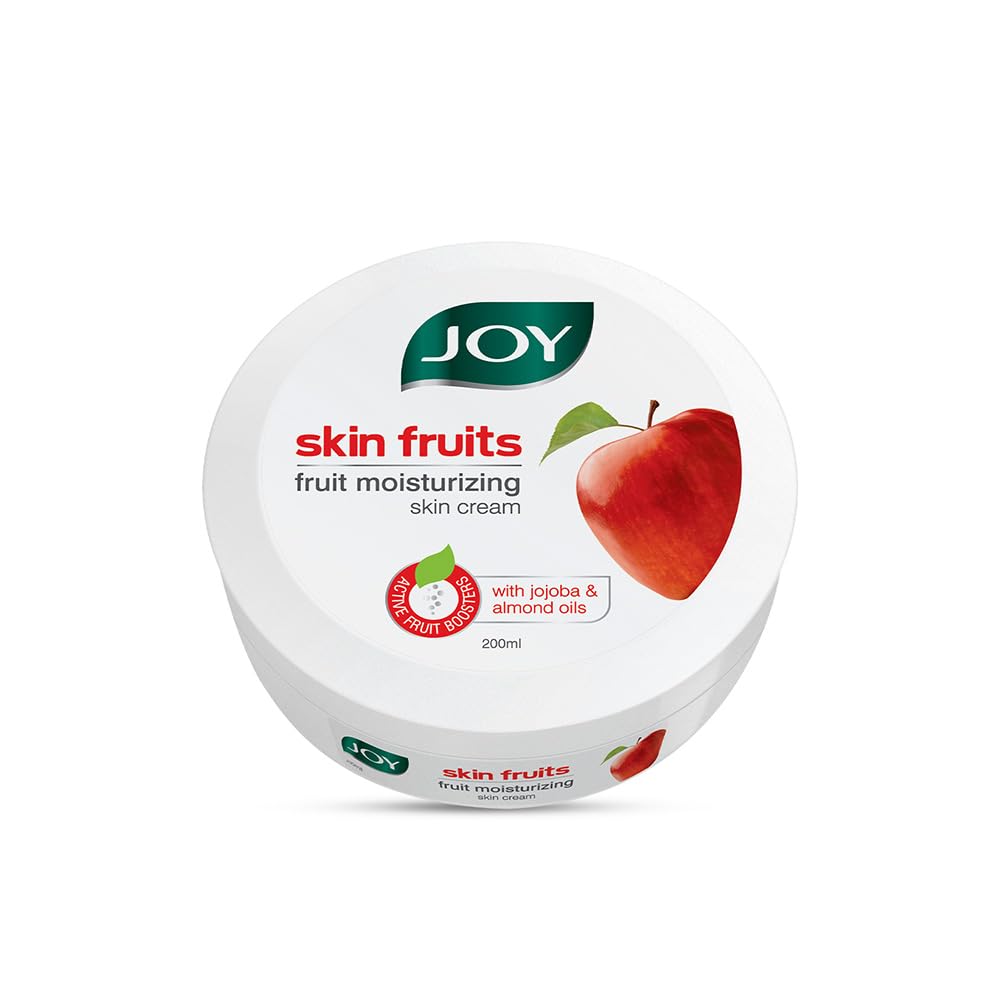 JOY
skin fruits
fruit moisturizing
skin cream
ACTIVE FRUIT BOOSTERS
with jojoba &
almond oils
200ml
JOY
skin fruits
fruit moisturizing
skin cream